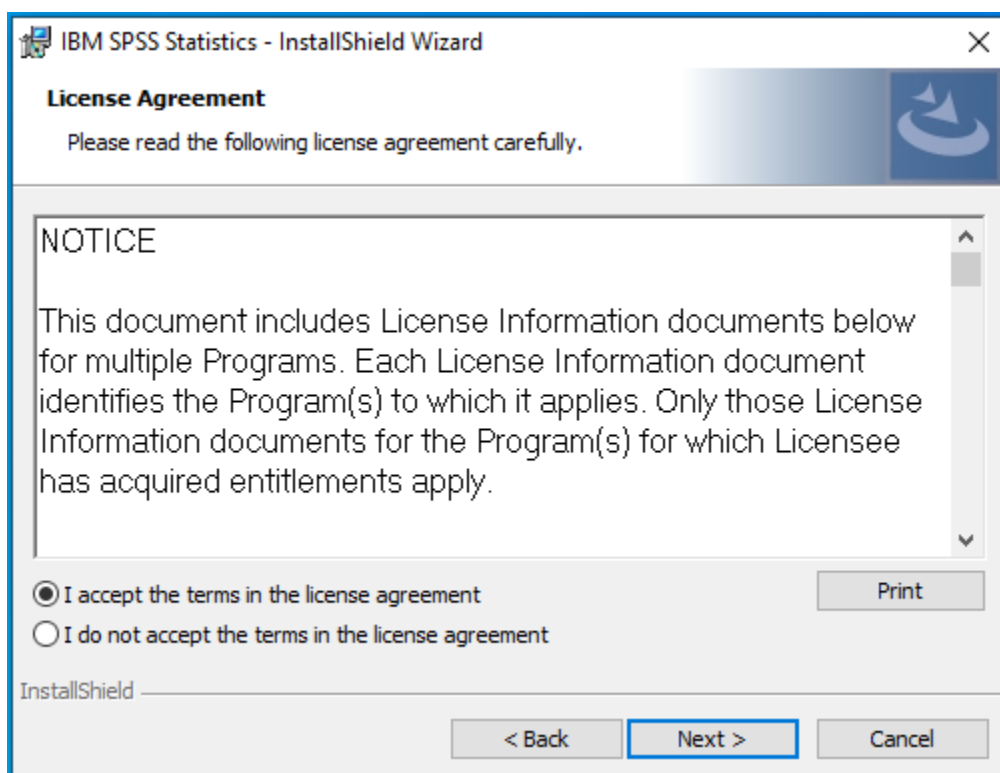 IBM SPSS Statistics - InstallShield Wizard
License Agreement
Please read the following license agreement carefully.
NOTICE
This document includes License Information documents below
for multiple Programs. Each License Information document
identifies the Program(s) to which it applies. Only those License
Information documents for the Program(s) for which Licensee
has acquired entitlements apply.
I accept the terms in the license agreement
Print
I do not accept the terms in the license agreement
InstallShield
< Back
Next >
Cancel